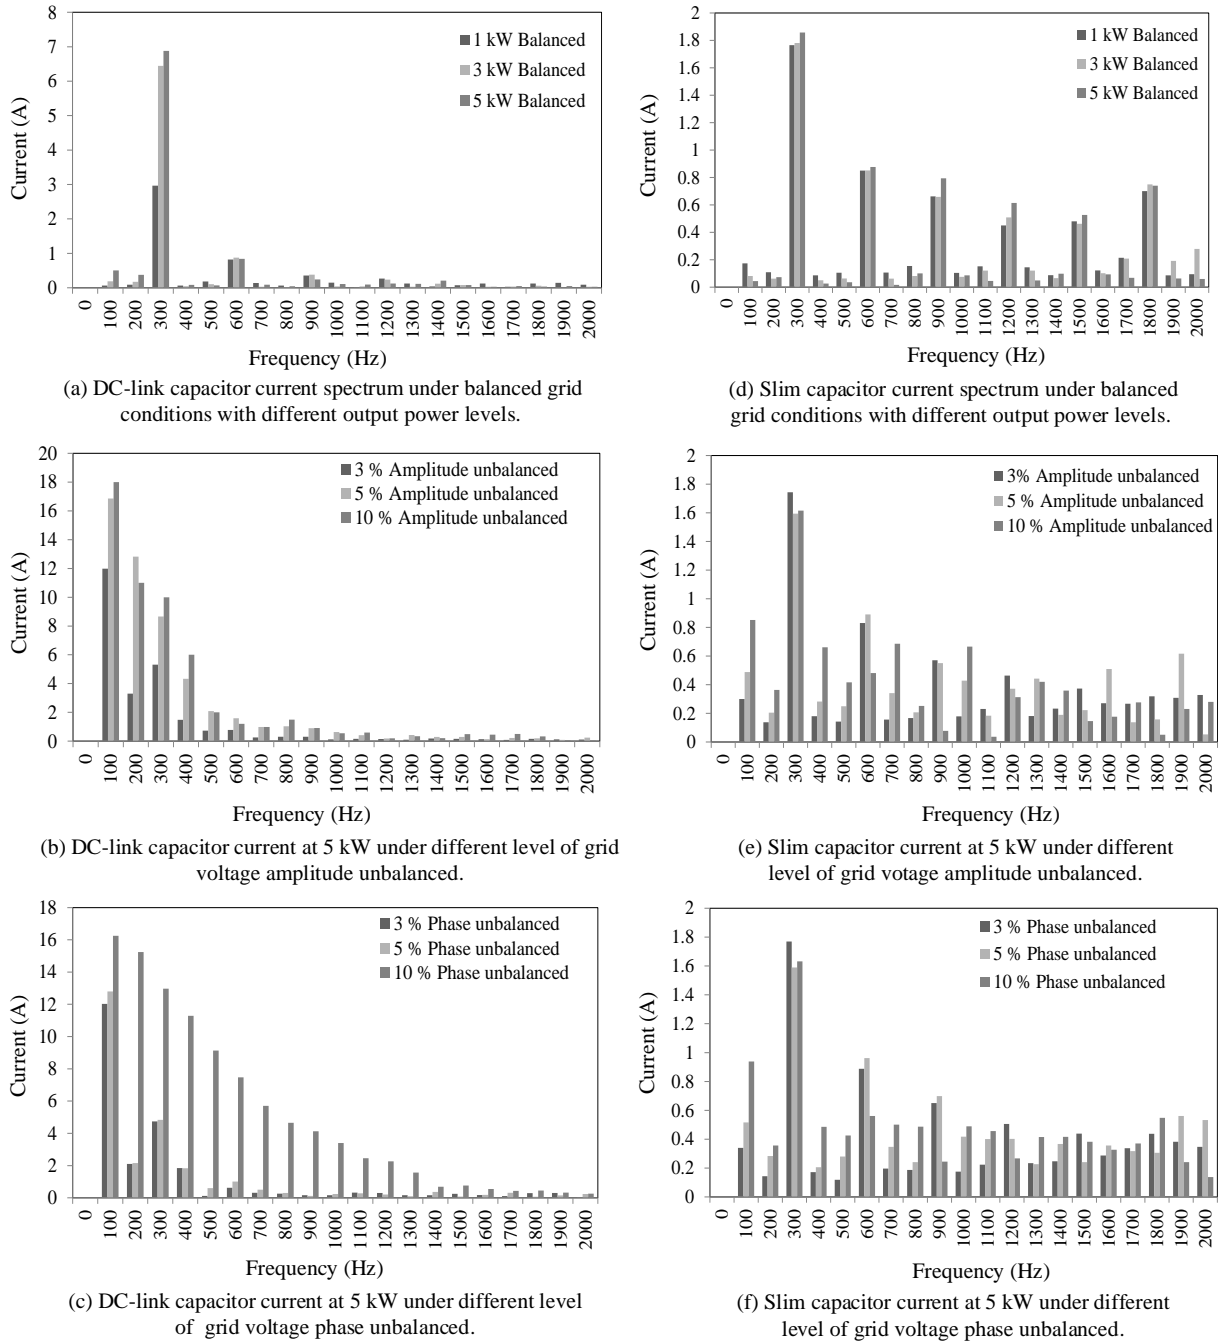 8
7
6
5
4
3
2
1
0
Current (A)
1 kW Balanced
3 kW Balanced
5 kW Balanced
0 100 200 300 400 500 600 700 800 900 1000 1100 1200 1300 1400 1500 1600 1700 1800 1900 2000
Frequency (Hz)
(a) DC-link capacitor current spectrum under balanced grid
conditions with different output power levels.
2
1.8
1.6
1.4
1.2
1
0.8
0.6
0.4
0.2
0
Current (A)
1 kW Balanced
3 kW Balanced
5 kW Balanced
0 100 200 300 400 500 600 700 800 900 1000 1100 1200 1300 1400 1500 1600 1700 1800 1900 2000
Frequency (Hz)
(d) Slim capacitor current spectrum under balanced
grid conditions with different output power levels.
20
18
16
14
12
10
8
6
4
2
0
Current (A)
3 % Amplitude unbalanced
5 % Amplitude unbalanced
10 % Amplitude unbalanced
0 100 200 300 400 500 600 700 800 900 1000 1100 1200 1300 1400 1500 1600 1700 1800 1900 2000
Frequency (Hz)
(b) DC-link capacitor current at 5 kW under different level of grid
voltage amplitude unbalanced.
2
1.8
1.6
1.4
1.2
1
0.8
0.6
0.4
0.2
0
Current (A)
3% Amplitude unbalanced
5 % Amplitude unbalanced
10 % Amplitude unbalanced
0 100 200 300 400 500 600 700 800 900 1000 1100 1200 1300 1400 1500 1600 1700 1800 1900 2000
Frequency (Hz)
(e) Slim capacitor current at 5 kW under different
level of grid votage amplitude unbalanced.
18
16
14
12
10
8
6
4
2
0
Current (A)
3 % Phase unbalanced
5 % Phase unbalanced
10 % Phase unbalanced
0 100 200 300 400 500 600 700 800 900 1000 1100 1200 1300 1400 1500 1600 1700 1800 1900 2000
Frequency (Hz)
(c) DC-link capacitor current at 5 kW under different level
of grid voltage phase unbalanced.
2
1.8
1.6
1.4
1.2
1
0.8
0.6
0.4
0.2
0
Current (A)
3 % Phase unbalanced
5 % Phase unbalanced
10 % Phase unbalanced
0 100 200 300 400 500 600 700 800 900 1000 1100 1200 1300 1400 1500 1600 1700 1800 1900 2000
Frequency (Hz)
(f) Slim capacitor current at 5 kW under different
level of grid voltage phase unbalanced.